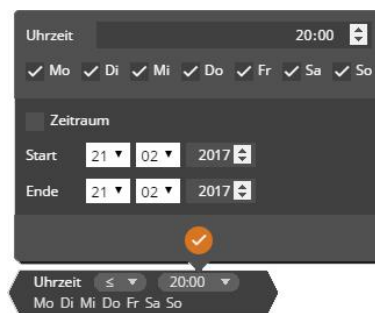 Uhrzeit 20:00
Mo Di Mi Do Fr Sa So
Zeitraum
Start 21 02 2017
Ende 21 02 2017
Uhrzeit ≤ 20:00
Mo Di Mi Do Fr Sa So